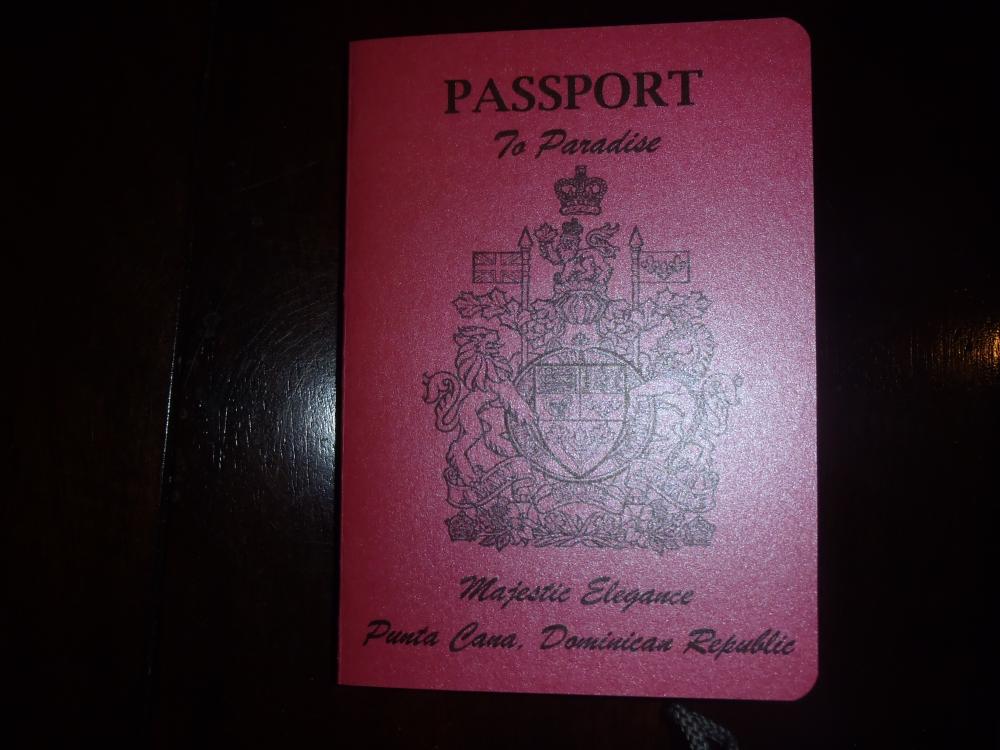 PASSPORT
To Paradise
Majestic Elegance
Punta Cana, Dominican Republic